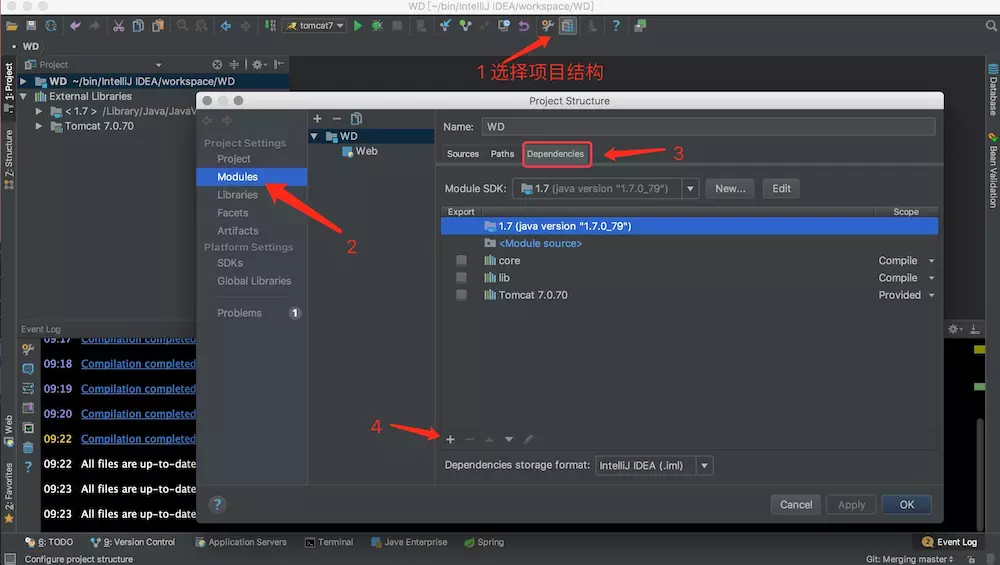 WD [~/bin/IntelliJ IDEA/workspace/WD]
tomcat7
WD
1 选择项目结构
1: Project
Project
WD ~/bin/IntelliJ IDEA/workspace/WD
External Libraries
< 1.7 > /Library/Java/JavaV
Tomcat 7.0.70
Z: Structure
Database
Bean Validation
Project Structure
Project Settings
Project
Modules
Libraries
Facets
Artifacts
Platform Settings
SDKs
Global Libraries
Problems 1
2
WD
Web
Name: WD
Sources Paths Dependencies
3
Module SDK: 1.7 (java version "1.7.0_79") New... Edit
Export Scope
1.7 (java version "1.7.0_79")
<Module source>
core Compile
lib Compile
Tomcat 7.0.70 Provided
4
Dependencies storage format: IntelliJ IDEA (.iml)
? Cancel Apply OK
Event Log
09:17 Compilation completed
09:18 Compilation completed
09:19 Compilation completed
09:20 Compilation completed
09:22 Compilation completed
09:22 All files are up-to-date
09:23 All files are up-to-date
09:23 All files are up-to-date
Web
2: Favorites
6: TODO 9: Version Control Application Servers Terminal Java Enterprise Spring 2 Event Log
Configure project structure Git: Merging master